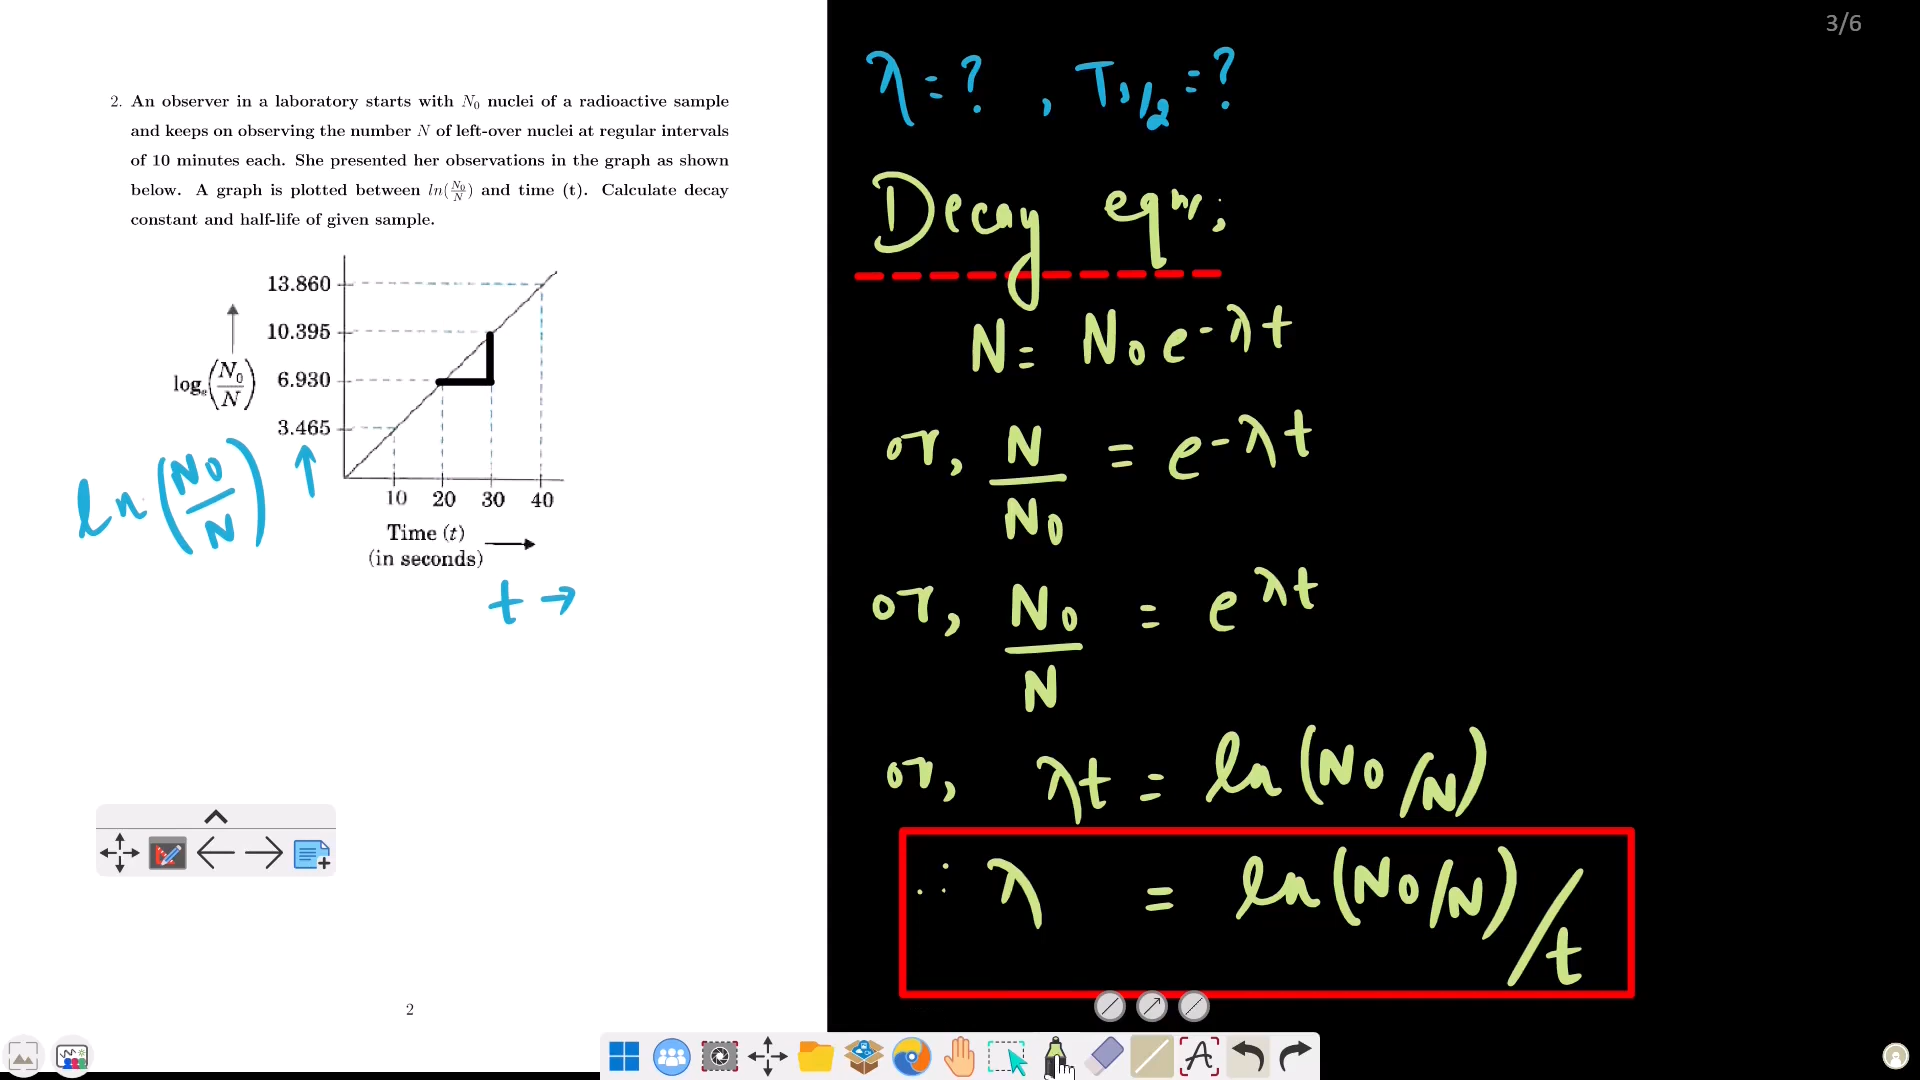 3/6
2. An observer in a laboratory starts with N₀ nuclei of a radioactive sample
and keeps on observing the number N of left-over nuclei at regular intervals
of 10 minutes each. She presented her observations in the graph as shown
below. A graph is plotted between ln(N₀/N) and time (t). Calculate decay
constant and half-life of given sample.
13.860
10.395
6.930
3.465
logₑ(N₀/N)
10 20 30 40
Time (t)
(in seconds)
ln(N₀/N) ↑
t →
2
λ = ? , T₁/₂ = ?
Decay eqn:
N = N₀e^-λt
or, N/N₀ = e^-λt
or, N₀/N = e^λt
or, λt = ln(N₀/N)
∴ λ = ln(N₀/N)/t